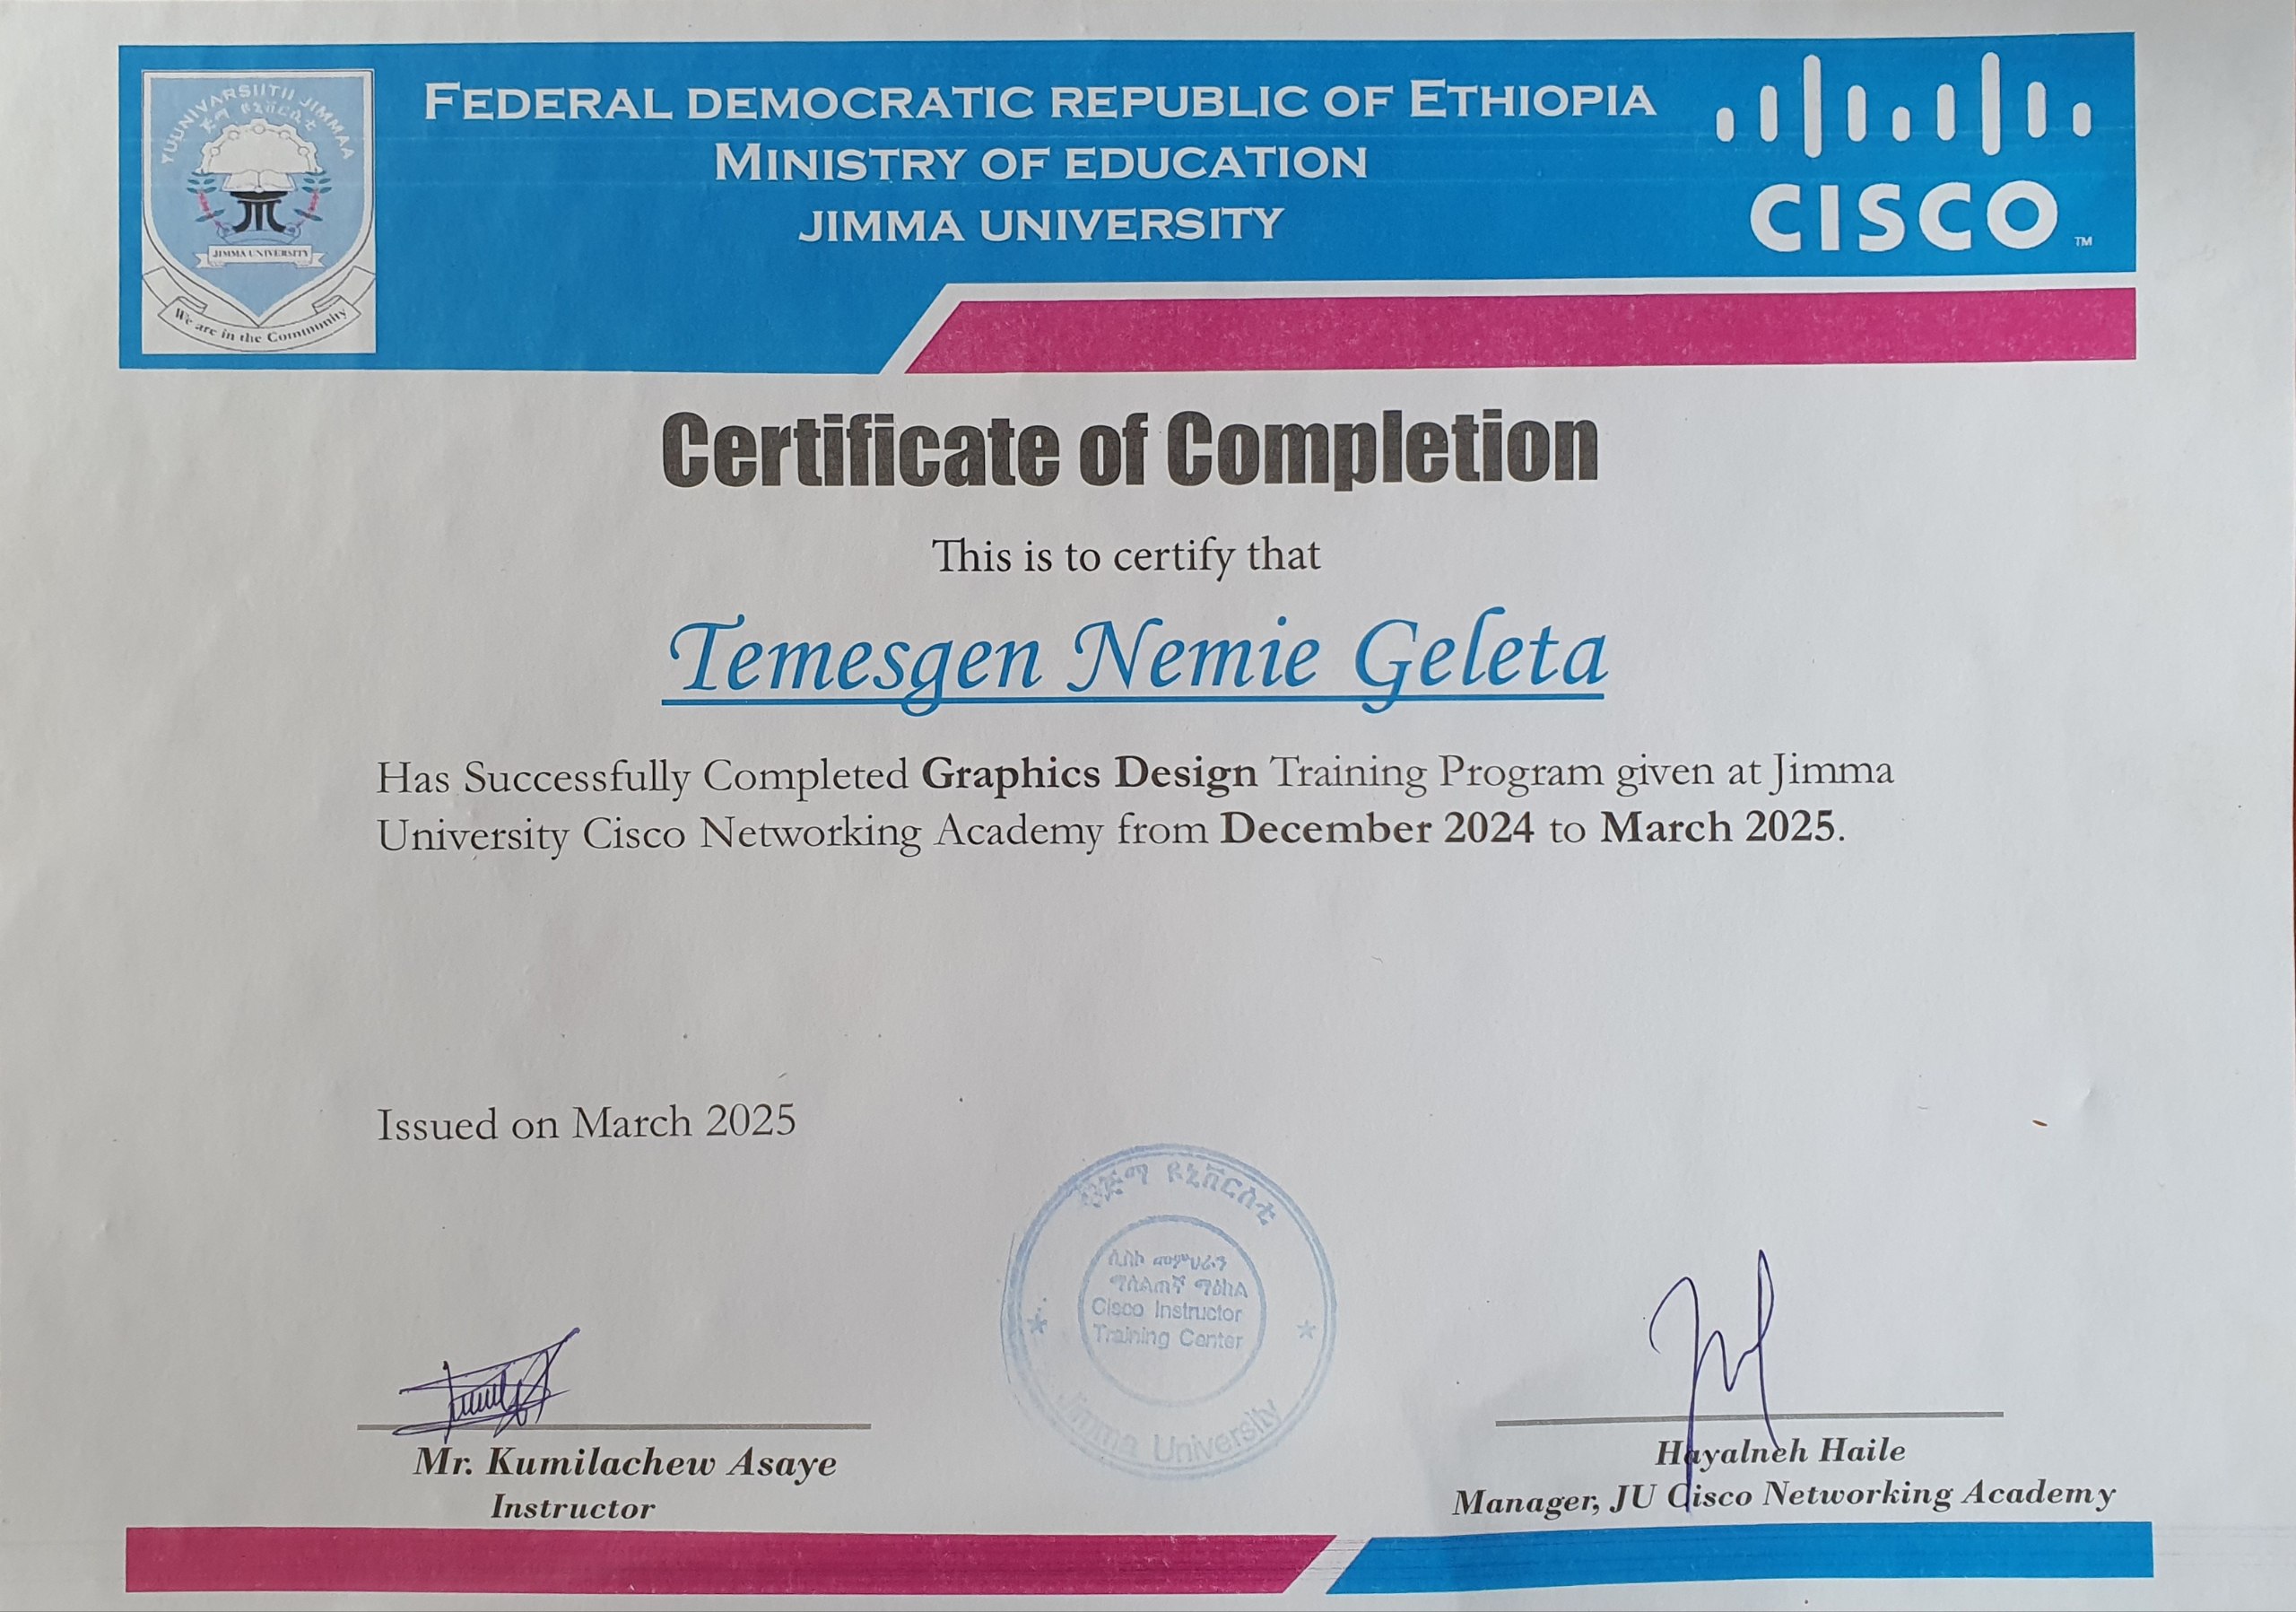 YUUNIVARSIITII JIMMAA
ጅማ ዩኒቨርሲቲ
JIMMA UNIVERSITY
We are in the Community
FEDERAL DEMOCRATIC REPUBLIC OF ETHIOPIA
MINISTRY OF EDUCATION
JIMMA UNIVERSITY
CISCO TM
Certificate of Completion
This is to certify that
Temesgen Nemie Geleta
Has Successfully Completed Graphics Design Training Program given at Jimma
University Cisco Networking Academy from December 2024 to March 2025.
Issued on March 2025
ዩኒቨርሲቲ
ሲስኮ መምህራን
ማሰልጠኛ ማዕከል
Cisco Instructor
Training Center
Jimma University
Mr. Kumilachew Asaye
Instructor
Hayalneh Haile
Manager, JU Cisco Networking Academy